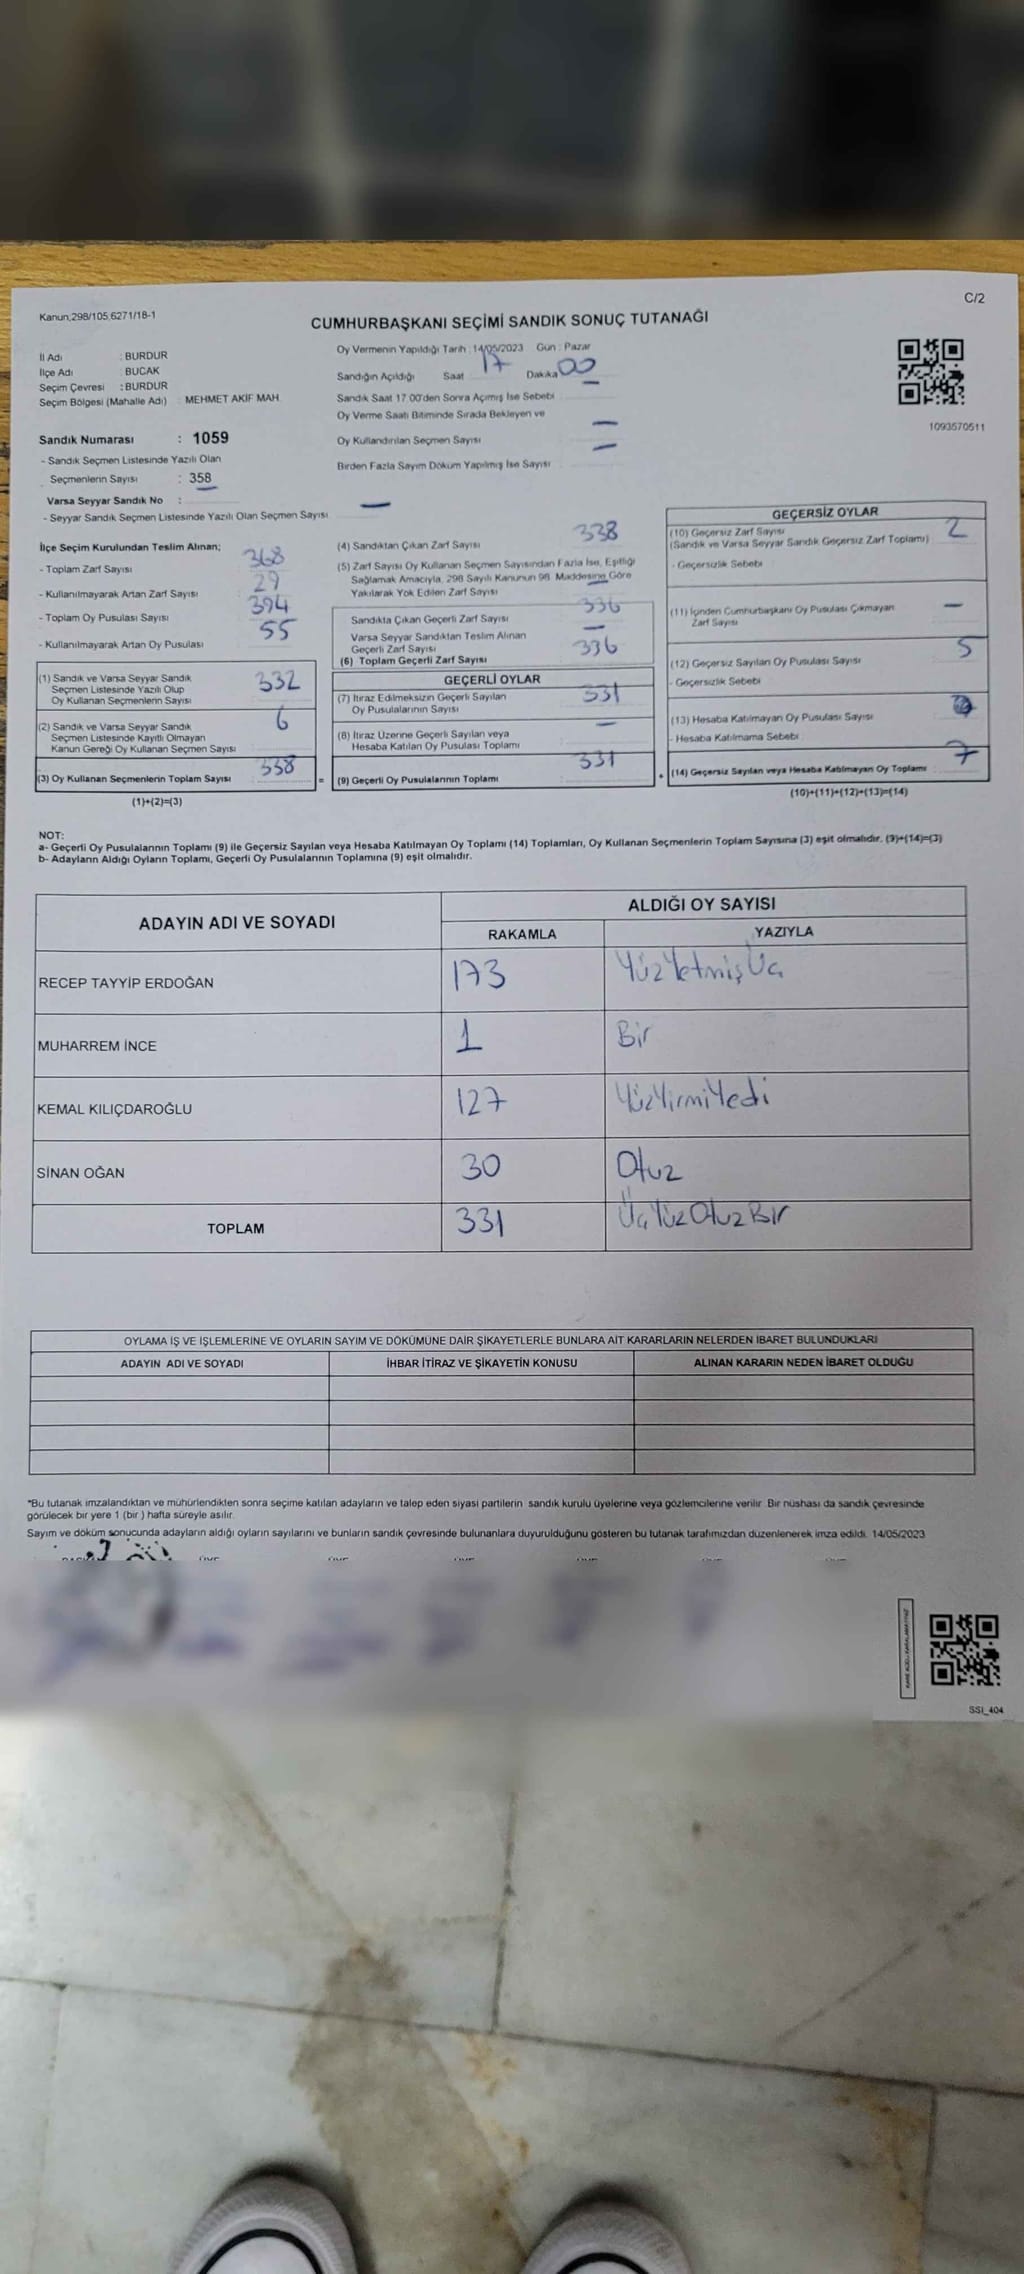 Kanun,298/105,6271/18-1
C/2
CUMHURBAŞKANI SEÇİMİ SANDIK SONUÇ TUTANAĞI
İl Adı : BURDUR
İlçe Adı : BUCAK
Seçim Çevresi : BURDUR
Seçim Bölgesi (Mahalle Adı) : MEHMET AKİF MAH.
Oy Vermenin Yapıldığı Tarih : 14/05/2023 Gün : Pazar
Sandığın Açıldığı Saat 17 Dakika 00
Sandık Saat 17:00'den Sonra Açımış İse Sebebi —
Oy Verme Saati Bitiminde Sırada Bekleyen ve
Oy Kullandırılan Seçmen Sayısı —
Birden Fazla Sayım Döküm Yapılmış İse Sayısı —
1093570511
Sandık Numarası : 1059
- Sandık Seçmen Listesinde Yazılı Olan
Seçmenlerin Sayısı : 358
Varsa Seyyar Sandık No :
- Seyyar Sandık Seçmen Listesinde Yazılı Olan Seçmen Sayısı —
İlçe Seçim Kurulundan Teslim Alınan;
- Toplam Zarf Sayısı 368
- Kullanılmayarak Artan Zarf Sayısı 29
- Toplam Oy Pusulası Sayısı 394
- Kullanılmayarak Artan Oy Pusulası 55
(1) Sandık ve Varsa Seyyar Sandık
Seçmen Listesinde Yazılı Olup
Oy Kullanan Seçmenlerin Sayısı 332
(2) Sandık ve Varsa Seyyar Sandık
Seçmen Listesinde Kayıtlı Olmayan
Kanun Gereği Oy Kullanan Seçmen Sayısı 6
(3) Oy Kullanan Seçmenlerin Toplam Sayısı 338 =
(1)+(2)=(3)
(4) Sandıktan Çıkan Zarf Sayısı 338
(5) Zarf Sayısı Oy Kullanan Seçmen Sayısından Fazla İse, Eşitliği
Sağlamak Amacıyla, 298 Sayılı Kanunun 98. Maddesine Göre
Yakılarak Yok Edilen Zarf Sayısı —
Sandıkta Çıkan Geçerli Zarf Sayısı 336
Varsa Seyyar Sandıktan Teslim Alınan
Geçerli Zarf Sayısı —
(6) Toplam Geçerli Zarf Sayısı 336
GEÇERLİ OYLAR
(7) İtiraz Edilmeksizin Geçerli Sayılan
Oy Pusulalarının Sayısı 331
(8) İtiraz Üzerine Geçerli Sayılan veya
Hesaba Katılan Oy Pusulası Toplamı —
(9) Geçerli Oy Pusulalarının Toplamı 331 +
GEÇERSİZ OYLAR
(10) Geçersiz Zarf Sayısı 2
(Sandık ve Varsa Seyyar Sandık Geçersiz Zarf Toplamı)
- Geçersizlik Sebebi
(11) İçinden Cumhurbaşkanı Oy Pusulası Çıkmayan
Zarf Sayısı —
(12) Geçersiz Sayılan Oy Pusulası Sayısı 5
- Geçersizlik Sebebi
(13) Hesaba Katılmayan Oy Pusulası Sayısı
- Hesaba Katılmama Sebebi
(14) Geçersiz Sayılan veya Hesaba Katılmayan Oy Toplamı 7
(10)+(11)+(12)+(13)=(14)
NOT:
a- Geçerli Oy Pusulalarının Toplamı (9) ile Geçersiz Sayılan veya Hesaba Katılmayan Oy Toplamı (14) Toplamları, Oy Kullanan Seçmenlerin Toplam Sayısına (3) eşit olmalıdır. (9)+(14)=(3)
b- Adayların Aldığı Oyların Toplamı, Geçerli Oy Pusulalarının Toplamına (9) eşit olmalıdır.
ADAYIN ADI VE SOYADI
ALDIĞI OY SAYISI
RAKAMLA YAZIYLA
RECEP TAYYİP ERDOĞAN 173 YüzYetmişÜç
MUHARREM İNCE 1 Bir
KEMAL KILIÇDAROĞLU 127 YüzYirmiYedi
SİNAN OĞAN 30 Otuz
TOPLAM 331 ÜçYüzOtuzBir
OYLAMA İŞ VE İŞLEMLERİNE VE OYLARIN SAYIM VE DÖKÜMÜNE DAİR ŞİKAYETLERLE BUNLARA AİT KARARLARIN NELERDEN İBARET BULUNDUKLARI
ADAYIN ADI VE SOYADI İHBAR İTİRAZ VE ŞİKAYETİN KONUSU ALINAN KARARIN NEDEN İBARET OLDUĞU
*Bu tutanak imzalandıktan ve mühürlendikten sonra seçime katılan adayların ve talep eden siyasi partilerin sandık kurulu üyelerine veya gözlemcilerine verilir. Bir nüshası da sandık çevresinde
görülecek bir yere 1 (bir) hafta süreyle asılır.
Sayım ve döküm sonucunda adayların aldığı oyların sayılarını ve bunların sandık çevresinde bulunanlara duyurulduğunu gösteren bu tutanak tarafımızdan düzenlenerek imza edildi. 14/05/2023
SSI_404